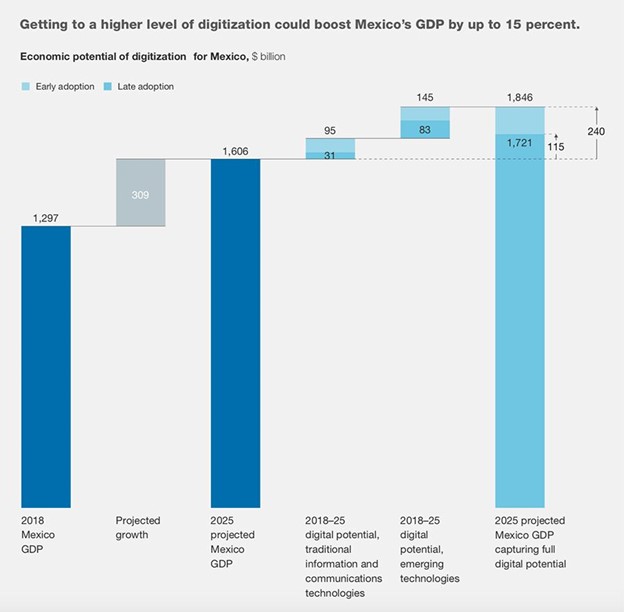 Getting to a higher level of digitization could boost Mexico's GDP by up to 15 percent.
Economic potential of digitization for Mexico, $ billion
Early adoption Late adoption
145
1,846
95
83
240
1,721
115
1,606
31
309
1,297
2018
Mexico
GDP
Projected
growth
2025
projected
Mexico
GDP
2018–25
digital potential,
traditional
information and
communications
technologies
2018–25
digital
potential,
emerging
technologies
2025 projected
Mexico GDP
capturing full
digital potential